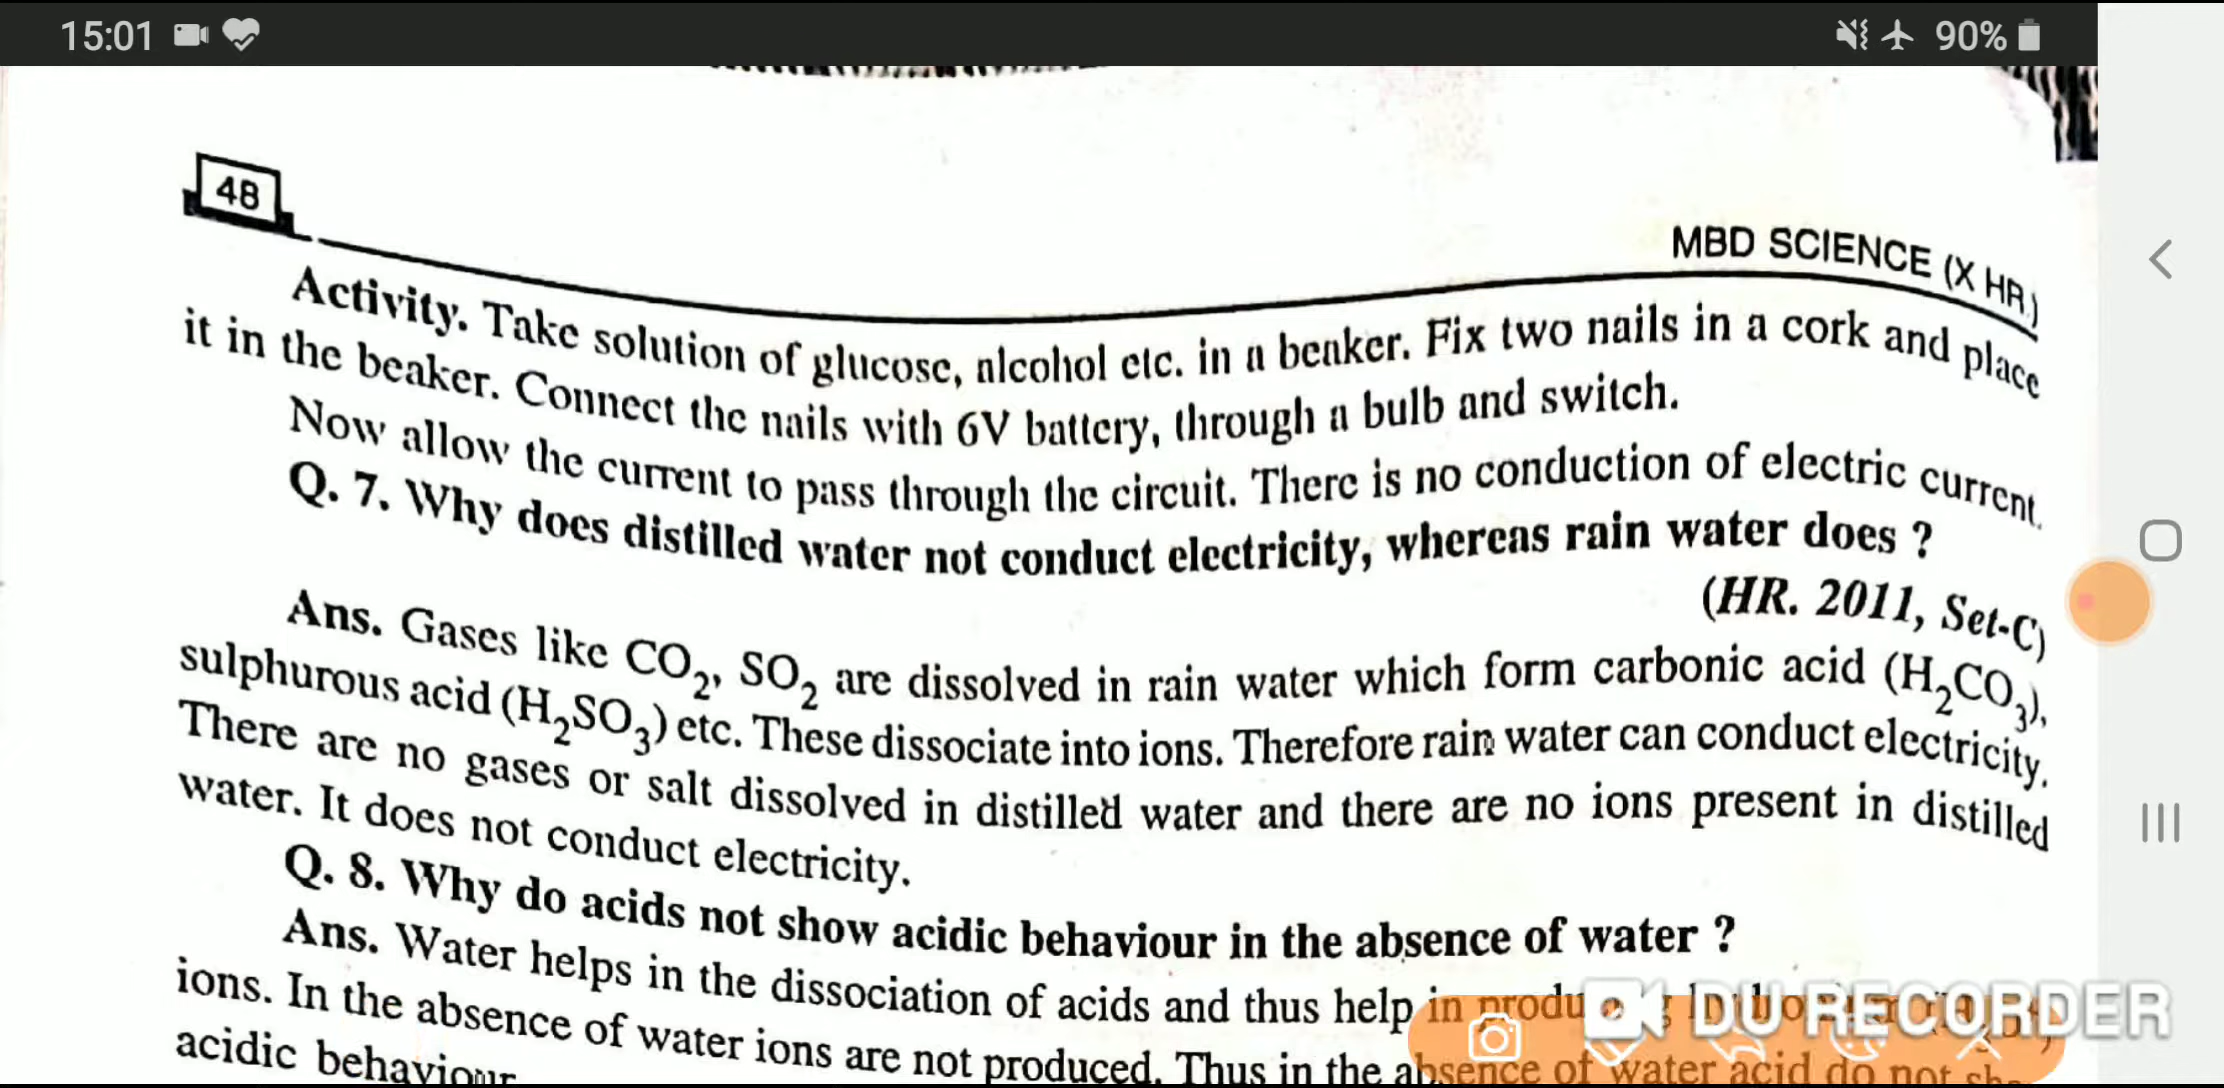 15:01
90%
48
MBD SCIENCE (X HR.)
Activity. Take solution of glucose, alcohol etc. in a beaker. Fix two nails in a cork and place
it in the beaker. Connect the nails with 6V battery, through a bulb and switch.
Now allow the current to pass through the circuit. There is no conduction of electric current.
Q. 7. Why does distilled water not conduct electricity, whereas rain water does ?
(HR. 2011, Set-C)
Ans. Gases like CO₂, SO₂ are dissolved in rain water which form carbonic acid (H₂CO₃),
sulphurous acid (H₂SO₃) etc. These dissociate into ions. Therefore rain water can conduct electricity.
There are no gases or salt dissolved in distilled water and there are no ions present in distilled
water. It does not conduct electricity.
Q. 8. Why do acids not show acidic behaviour in the absence of water ?
Ans. Water helps in the dissociation of acids and thus help in
ions. In the absence of water ions are not produced. Thus in the absence of water acid do not
acidic behaviour
DU RECORDER